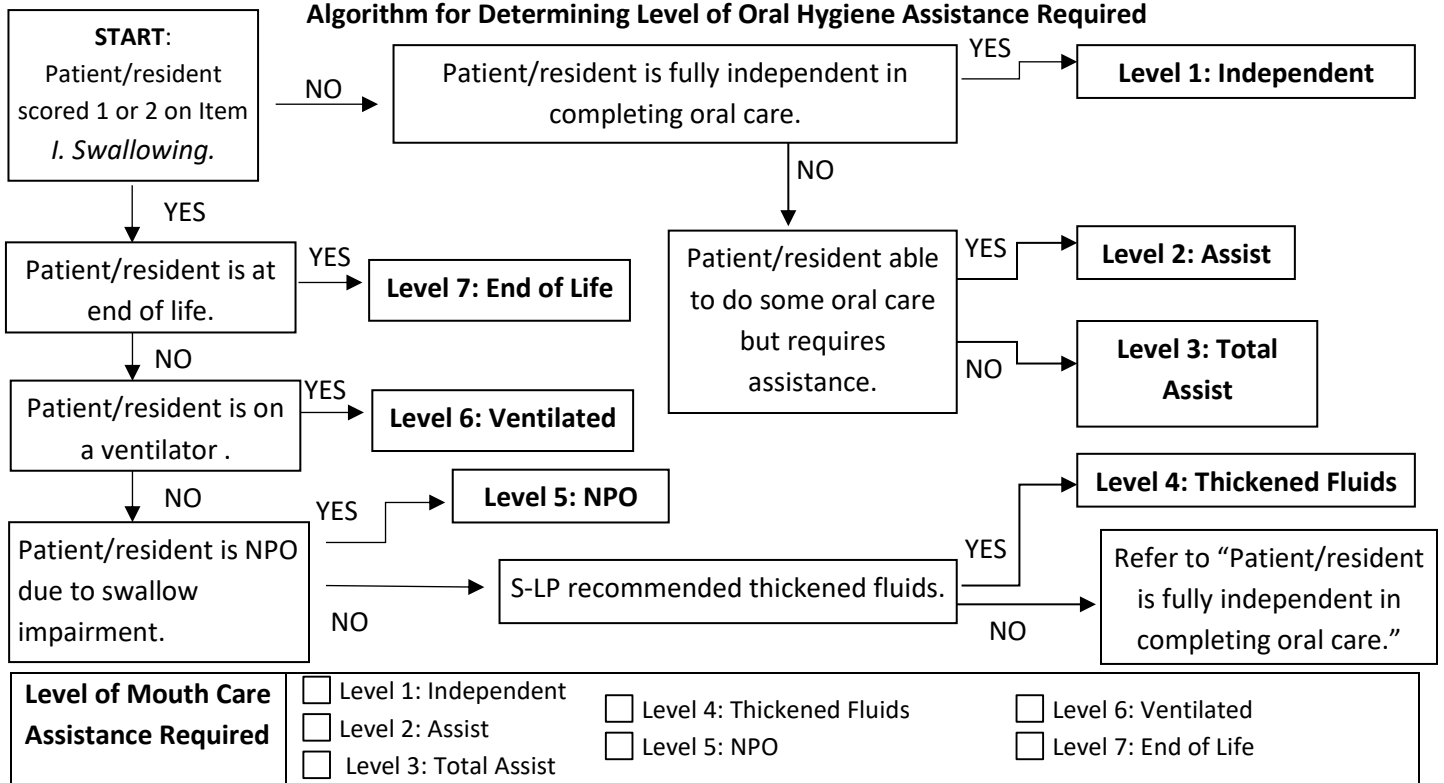 Algorithm for Determining Level of Oral Hygiene Assistance Required
START:
Patient/resident
scored 1 or 2 on Item
I. Swallowing.
NO
Patient/resident is fully independent in
completing oral care.
YES
Level 1: Independent
NO
YES
Patient/resident is at
end of life.
YES
Level 7: End of Life
Patient/resident able
to do some oral care
but requires
assistance.
YES
Level 2: Assist
NO
Level 3: Total
Assist
NO
Patient/resident is on
a ventilator .
YES
Level 6: Ventilated
NO
Patient/resident is NPO
due to swallow
impairment.
YES
Level 5: NPO
NO
S-LP recommended thickened fluids.
YES
Level 4: Thickened Fluids
NO
Refer to “Patient/resident
is fully independent in
completing oral care.”
Level of Mouth Care
Assistance Required
Level 1: Independent
Level 2: Assist
Level 3: Total Assist
Level 4: Thickened Fluids
Level 5: NPO
Level 6: Ventilated
Level 7: End of Life